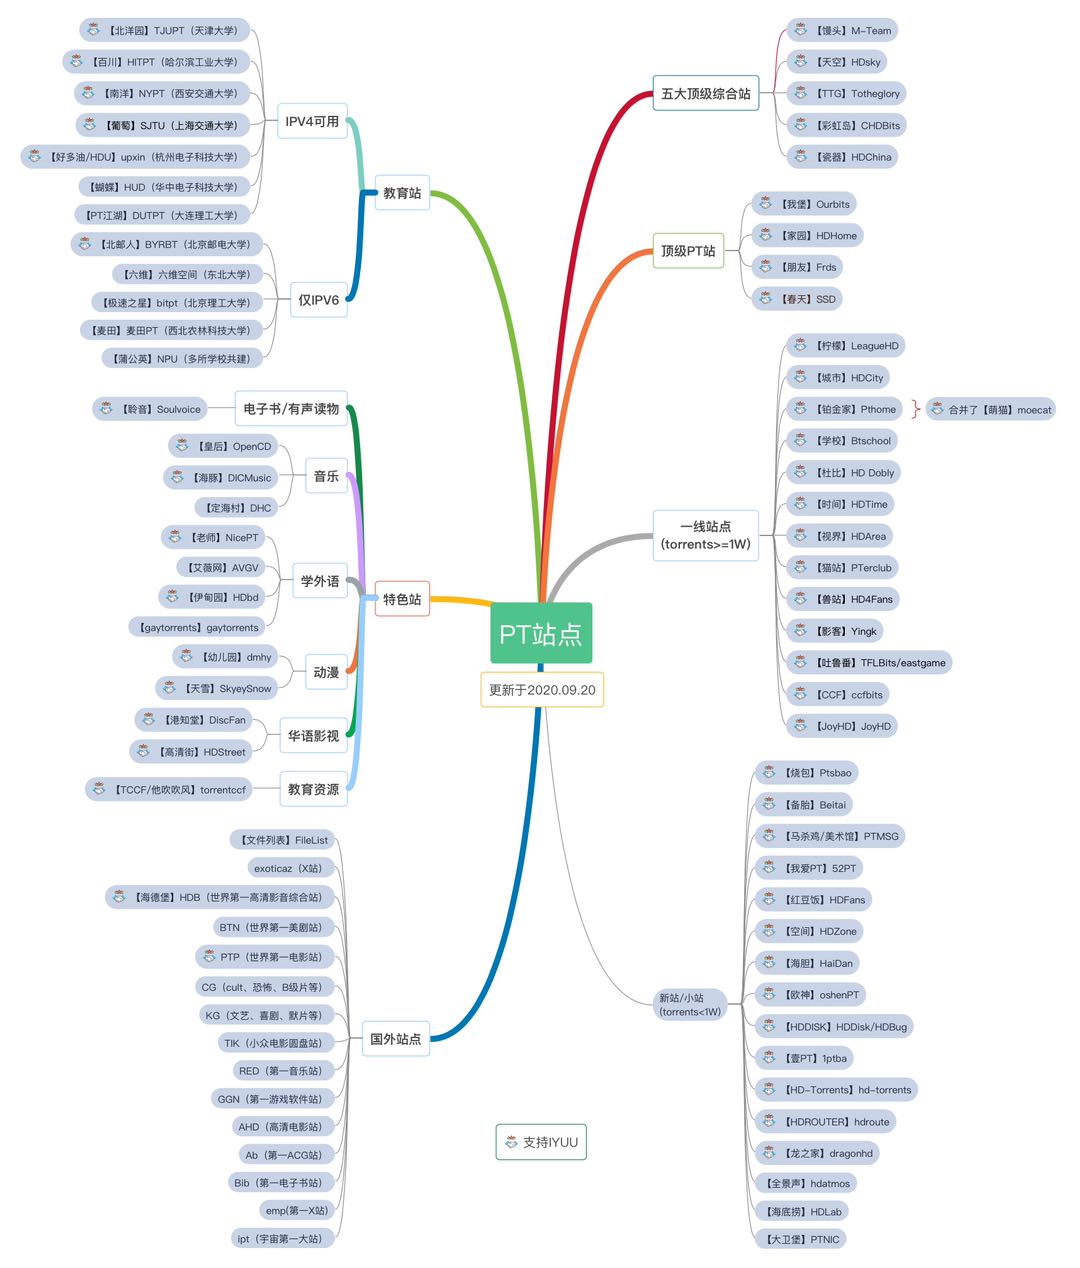 PT站点
更新于2020.09.20
教育站
IPV4可用
【北洋园】TJUPT（天津大学）
【百川】HITPT（哈尔滨工业大学）
【南洋】NYPT（西安交通大学）
【葡萄】SJTU（上海交通大学）
【好多油/HDU】upxin（杭州电子科技大学）
【蝴蝶】HUD（华中电子科技大学）
【PT江湖】DUTPT（大连理工大学）
仅IPV6
【北邮人】BYRBT（北京邮电大学）
【六维】六维空间（东北大学）
【极速之星】bitpt（北京理工大学）
【麦田】麦田PT（西北农林科技大学）
【蒲公英】NPU（多所学校共建）
特色站
电子书/有声读物
【聆音】Soulvoice
音乐
【皇后】OpenCD
【海豚】DICMusic
【定海村】DHC
学外语
【老师】NicePT
【艾薇网】AVGV
【伊甸园】HDbd
【gaytorrents】gaytorrents
动漫
【幼儿园】dmhy
【天雪】SkyeySnow
华语影视
【港知堂】DiscFan
【高清街】HDStreet
教育资源
【TCCF/他吹吹风】torrentccf
国外站点
【文件列表】FileList
exoticaz（X站）
【海德堡】HDB（世界第一高清影音综合站）
BTN（世界第一美剧站）
PTP（世界第一电影站）
CG（cult、恐怖、B级片等）
KG（文艺、喜剧、默片等）
TIK（小众电影圆盘站）
RED（第一音乐站）
GGN（第一游戏软件站）
AHD（高清电影站）
Ab（第一ACG站）
Bib（第一电子书站）
emp(第一X站)
ipt（宇宙第一大站）
五大顶级综合站
【馒头】M-Team
【天空】HDsky
【TTG】Totheglory
【彩虹岛】CHDBits
【瓷器】HDChina
顶级PT站
【我堡】Ourbits
【家园】HDHome
【朋友】Frds
【春天】SSD
一线站点
(torrents>=1W)
【柠檬】LeagueHD
【城市】HDCity
【铂金家】Pthome
合并了【萌猫】moecat
【学校】Btschool
【杜比】HD Dobly
【时间】HDTime
【视界】HDArea
【猫站】PTerclub
【兽站】HD4Fans
【影客】Yingk
【吐鲁番】TFLBits/eastgame
【CCF】ccfbits
【JoyHD】JoyHD
新站/小站
(torrents<1W)
【烧包】Ptsbao
【备胎】Beitai
【马杀鸡/美术馆】PTMSG
【我爱PT】52PT
【红豆饭】HDFans
【空间】HDZone
【海胆】HaiDan
【欧神】oshenPT
【HDDISK】HDDisk/HDBug
【壹PT】1ptba
【HD-Torrents】hd-torrents
【HDROUTER】hdroute
【龙之家】dragonhd
【全景声】hdatmos
【海底捞】HDLab
【大卫堡】PTNIC
支持IYUU